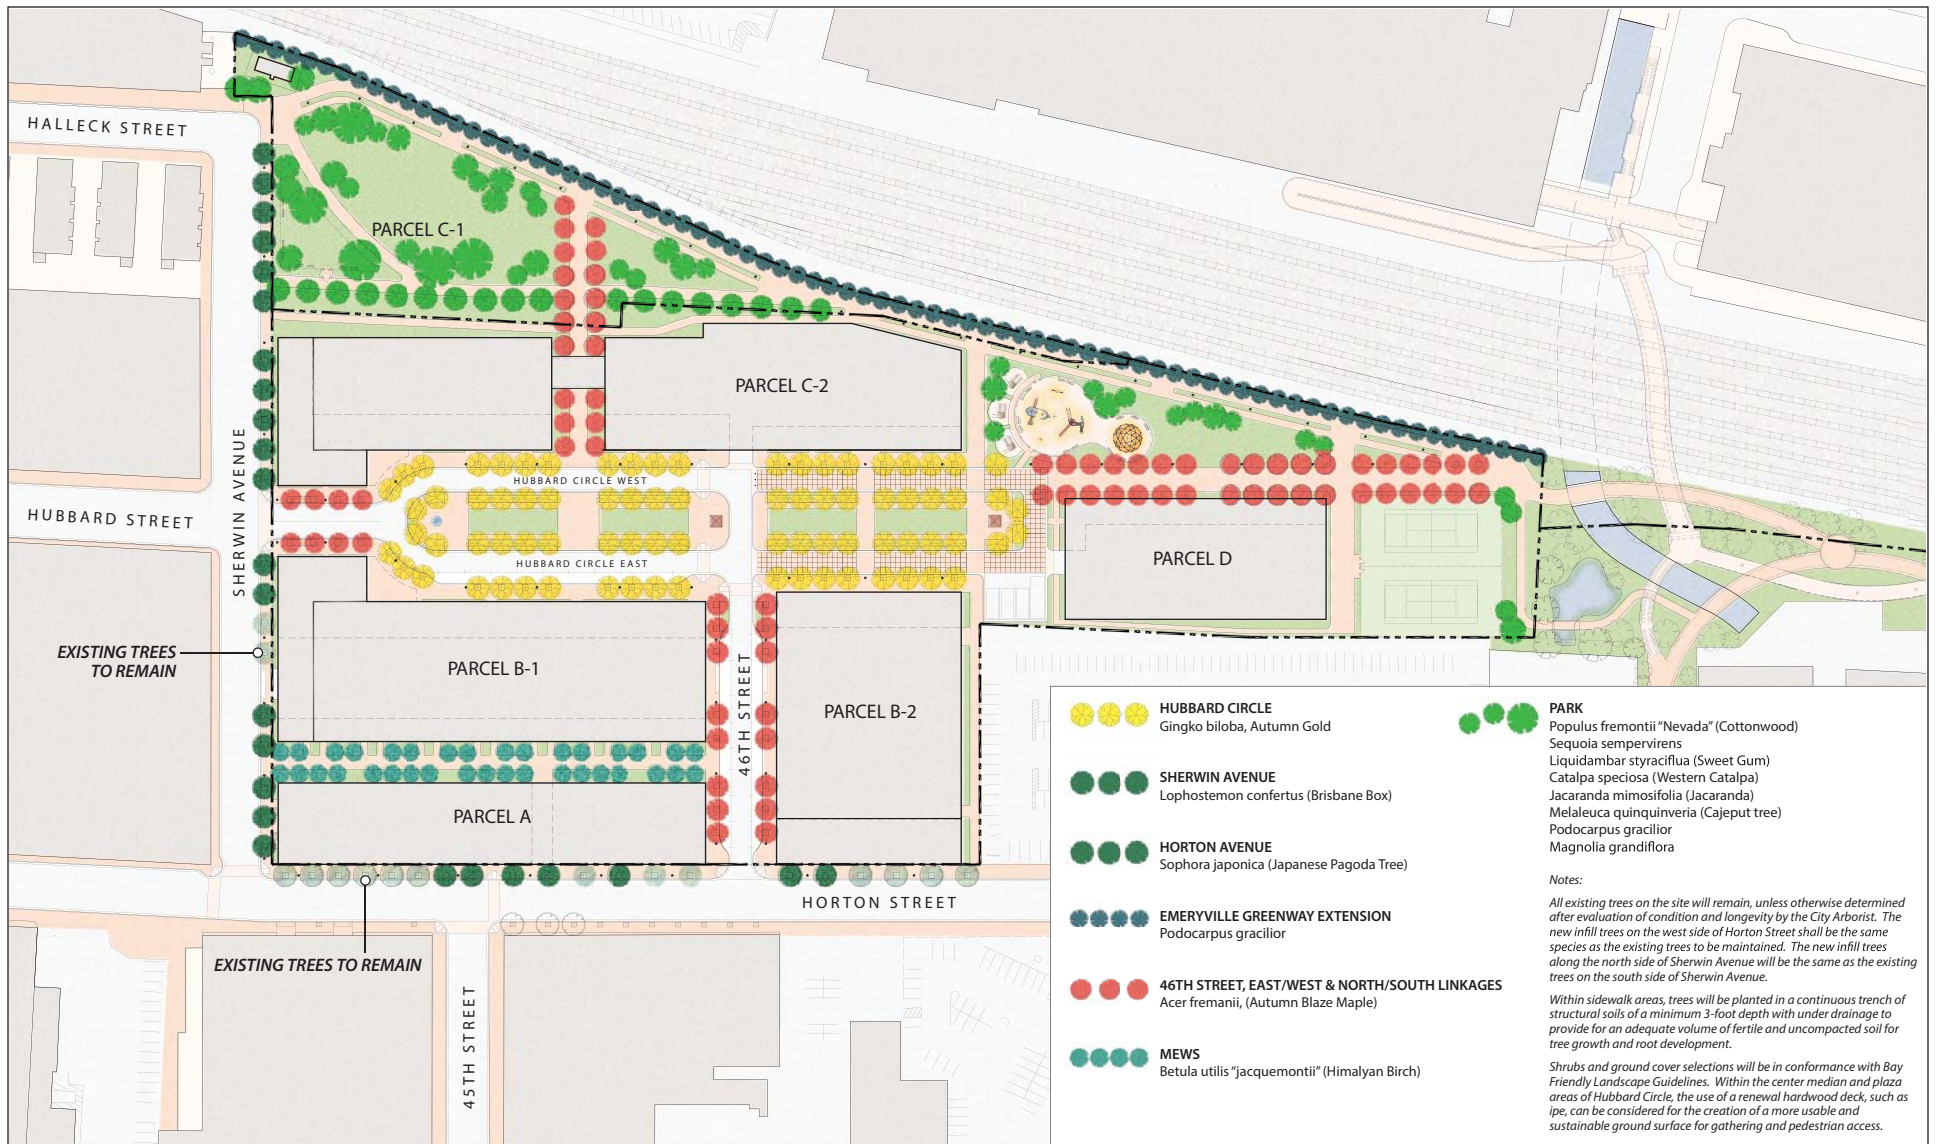 HALLECK STREET
PARCEL C-1
PARCEL C-2
SHERWIN AVENUE
HUBBARD CIRCLE WEST
HUBBARD STREET
HUBBARD CIRCLE EAST
PARCEL D
EXISTING TREES
TO REMAIN
PARCEL B-1
46TH STREET
PARCEL B-2
PARCEL A
HORTON STREET
EXISTING TREES TO REMAIN
45TH STREET
HUBBARD CIRCLE
Gingko biloba, Autumn Gold
SHERWIN AVENUE
Lophostemon confertus (Brisbane Box)
HORTON AVENUE
Sophora japonica (Japanese Pagoda Tree)
EMERYVILLE GREENWAY EXTENSION
Podocarpus gracilior
46TH STREET, EAST/WEST & NORTH/SOUTH LINKAGES
Acer fremanii, (Autumn Blaze Maple)
MEWS
Betula utilis "jacquemontii" (Himalyan Birch)
PARK
Populus fremontii "Nevada" (Cottonwood)
Sequoia sempervirens
Liquidambar styraciflua (Sweet Gum)
Catalpa speciosa (Western Catalpa)
Jacaranda mimosifolia (Jacaranda)
Melaleuca quinquinveria (Cajeput tree)
Podocarpus gracilior
Magnolia grandiflora
Notes:
All existing trees on the site will remain, unless otherwise determined
after evaluation of condition and longevity by the City Arborist. The
new infill trees on the west side of Horton Street shall be the same
species as the existing trees to be maintained. The new infill trees
along the north side of Sherwin Avenue will be the same as the existing
trees on the south side of Sherwin Avenue.
Within sidewalk areas, trees will be planted in a continuous trench of
structural soils of a minimum 3-foot depth with under drainage to
provide for an adequate volume of fertile and uncompacted soil for
tree growth and root development.
Shrubs and ground cover selections will be in conformance with Bay
Friendly Landscape Guidelines. Within the center median and plaza
areas of Hubbard Circle, the use of a renewal hardwood deck, such as
ipe, can be considered for the creation of a more usable and
sustainable ground surface for gathering and pedestrian access.